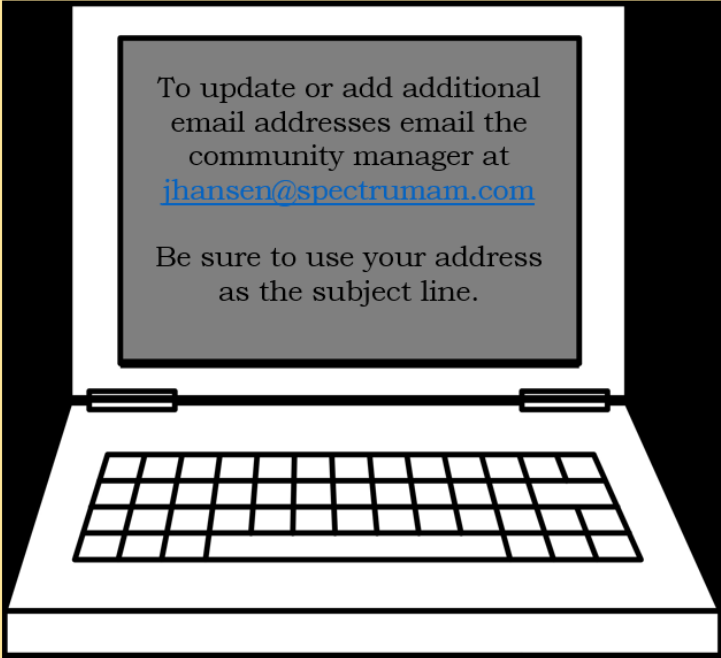 To update or add additional
email addresses email the
community manager at
jhansen@spectrumam.com
Be sure to use your address
as the subject line.